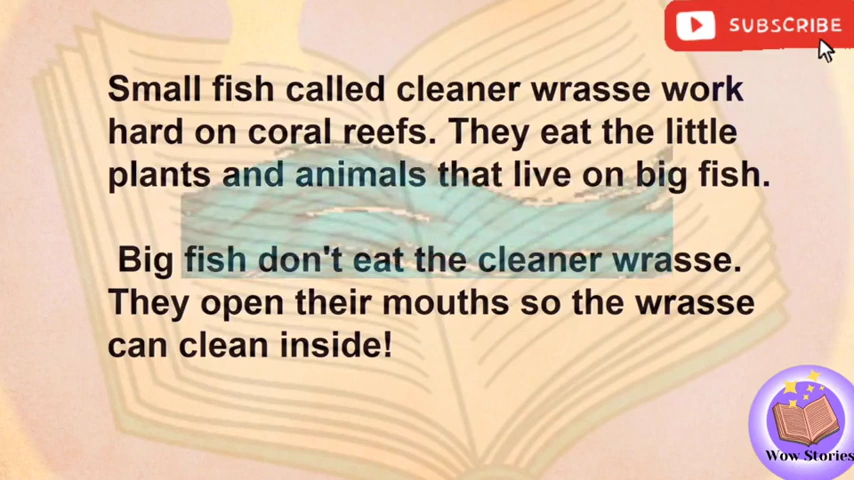 SUBSCRIBE
Small fish called cleaner wrasse work
hard on coral reefs. They eat the little
plants and animals that live on big fish.
Big fish don't eat the cleaner wrasse.
They open their mouths so the wrasse
can clean inside!
Wow Stories